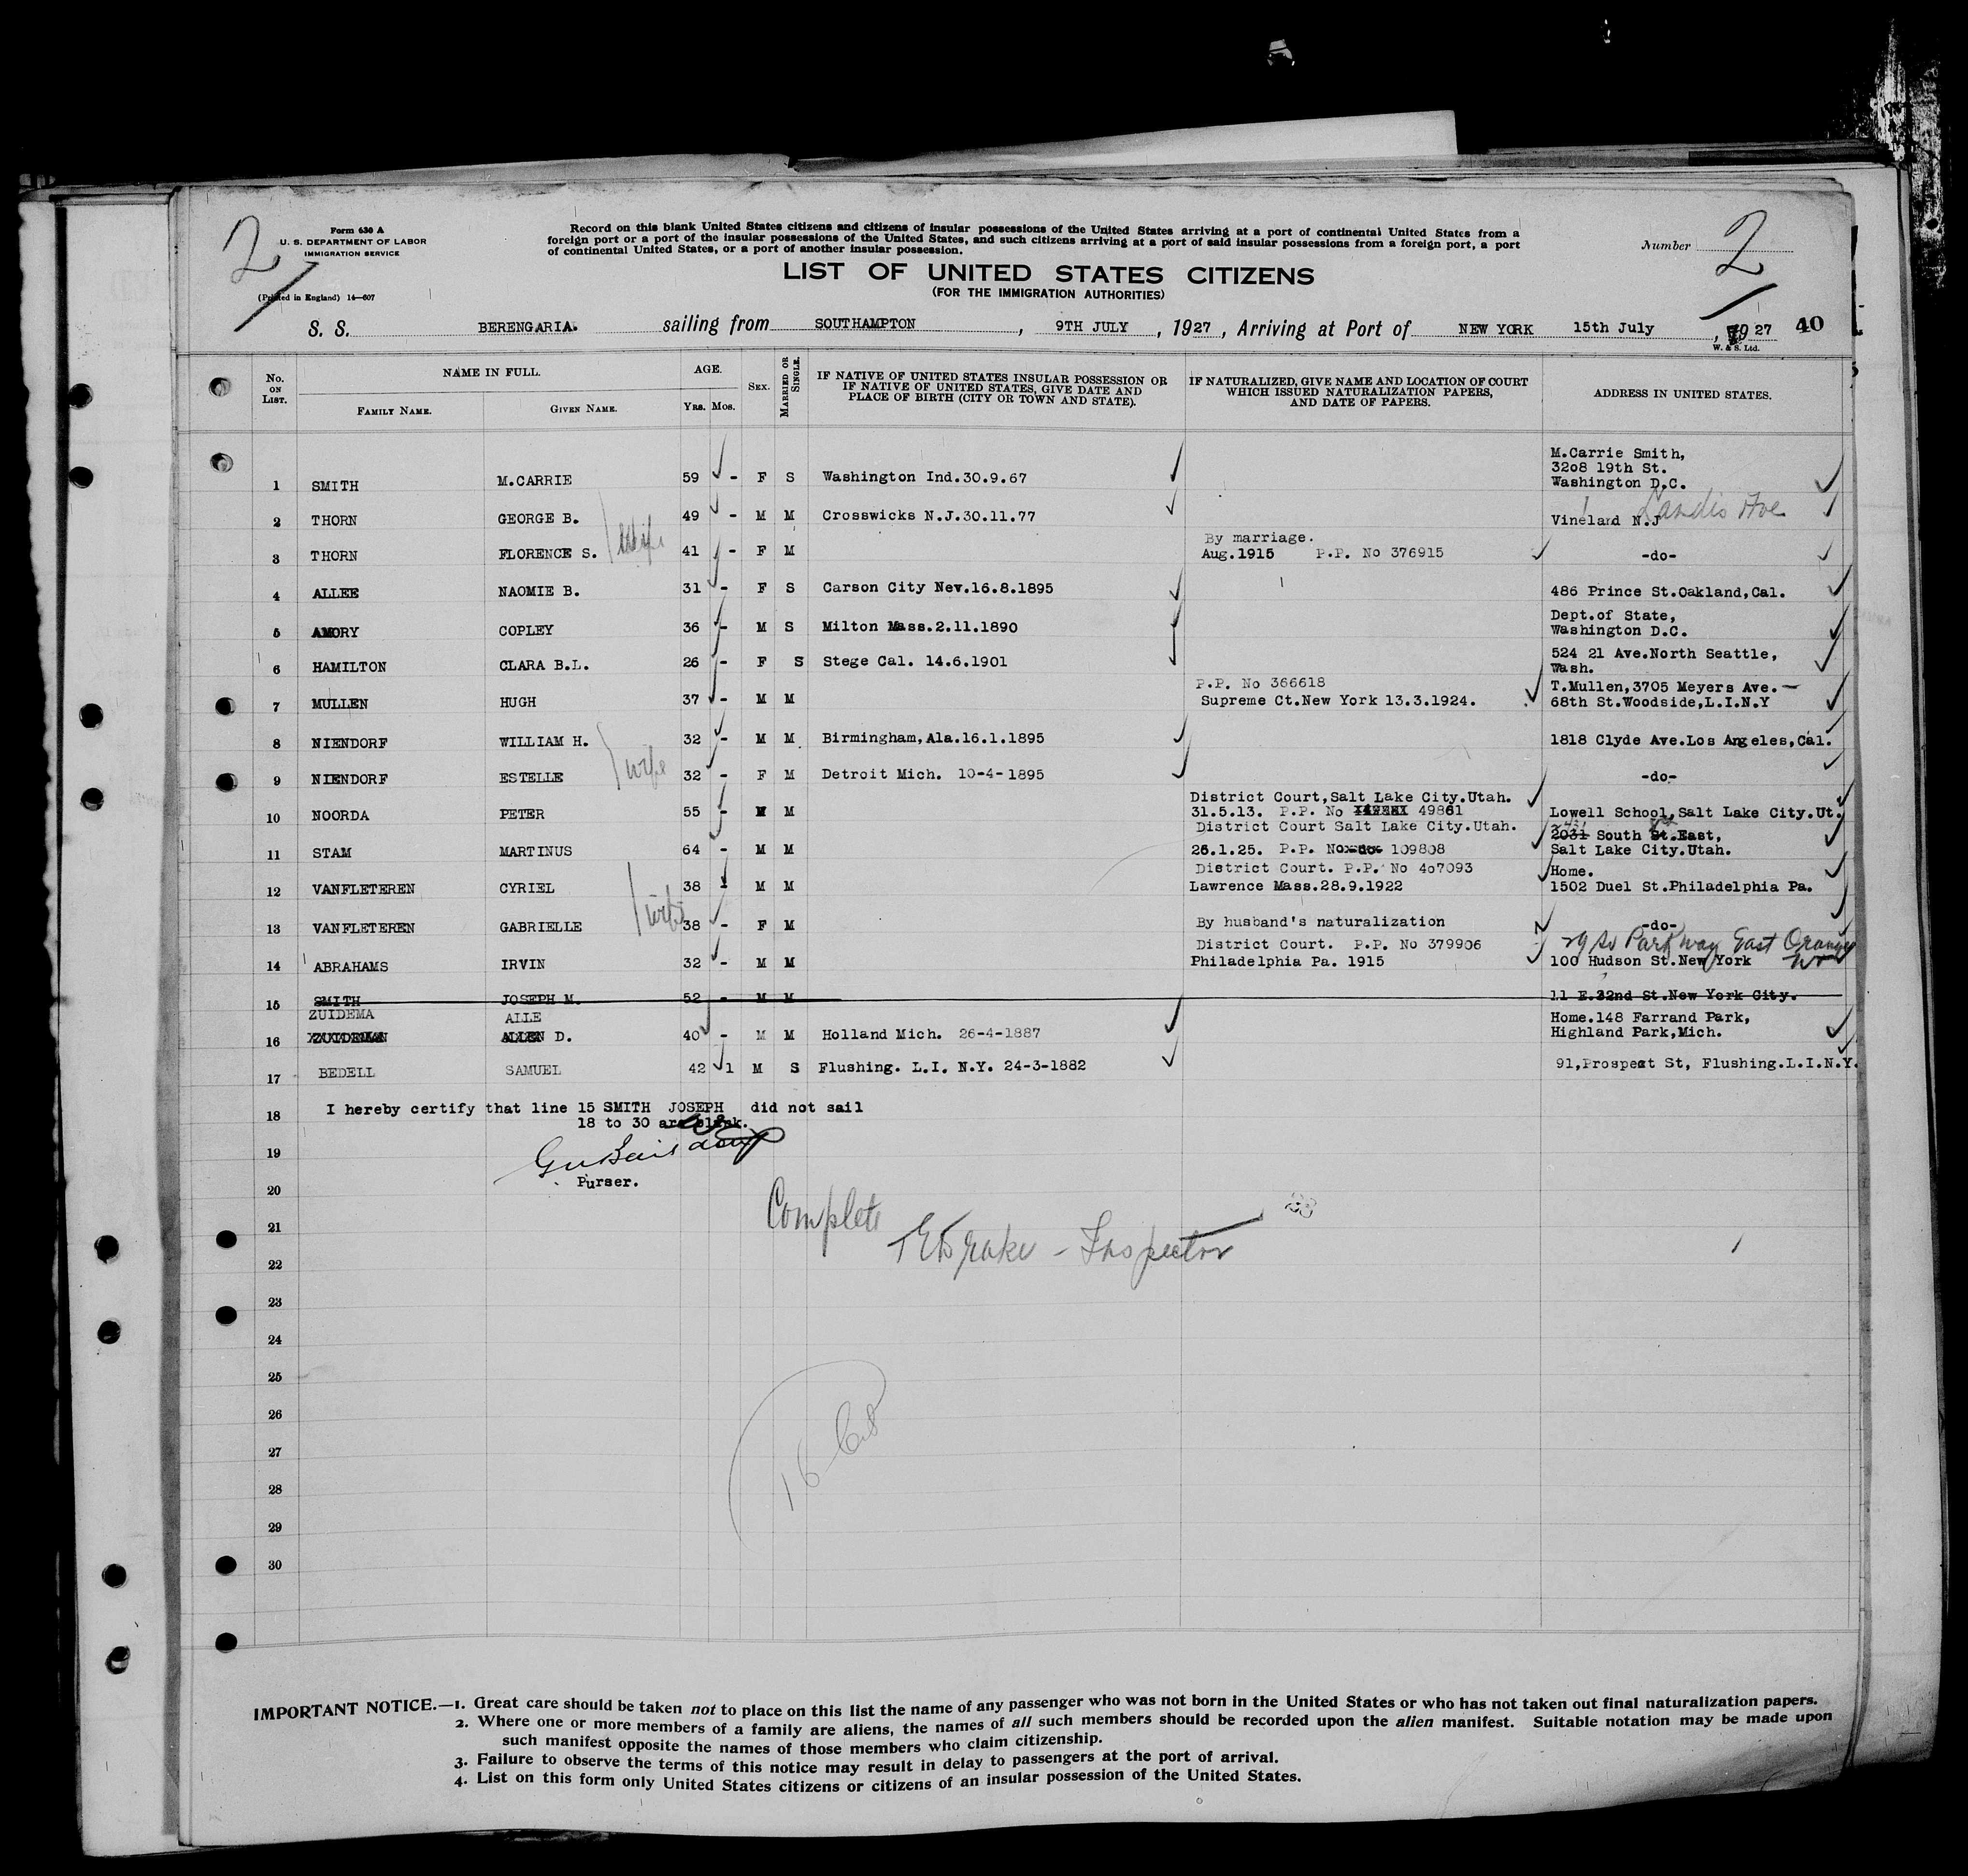 2
Form 630 A
U. S. DEPARTMENT OF LABOR
IMMIGRATION SERVICE
(Printed in England) 14—607
Record on this blank United States citizens and citizens of insular possessions of the United States arriving at a port of continental United States from a
foreign port or a port of the insular possessions of the United States, and such citizens arriving at a port of said insular possessions from a foreign port, a port
of continental United States, or a port of another insular possession.
Number 2
LIST OF UNITED STATES CITIZENS
(FOR THE IMMIGRATION AUTHORITIES)
S. S. BERENGARIA. sailing from SOUTHAMPTON, 9TH JULY, 1927, Arriving at Port of NEW YORK 15th July, 1927 40
W. & S. Ltd.
No. ON LIST. NAME IN FULL. AGE. SEX. MARRIED OR SINGLE. IF NATIVE OF UNITED STATES INSULAR POSSESSION OR IF NATIVE OF UNITED STATES, GIVE DATE AND PLACE OF BIRTH (CITY OR TOWN AND STATE). IF NATURALIZED, GIVE NAME AND LOCATION OF COURT WHICH ISSUED NATURALIZATION PAPERS, AND DATE OF PAPERS. ADDRESS IN UNITED STATES.
FAMILY NAME. GIVEN NAME. YRS. MOS.
1 SMITH M.CARRIE 59 - F S Washington Ind.30.9.67 M.Carrie Smith, 3208 19th St. Washington D.C.
2 THORN GEORGE B. 49 - M M Crosswicks N.J.30.11.77 Vineland N.J Landis Ave
3 THORN FLORENCE S. wife 41 - F M By marriage. Aug.1915 P.P. No 376915 -do-
4 ALLEE NAOMIE B. 31 - F S Carson City Nev.16.8.1895 486 Prince St.Oakland,Cal.
5 AMORY COPLEY 36 - M S Milton Mass.2.11.1890 Dept.of State, Washington D.C.
6 HAMILTON CLARA B.L. 26 - F S Stege Cal. 14.6.1901 524 21 Ave.North Seattle, Wash.
7 MULLEN HUGH 37 - M M P.P. No 366618 Supreme Ct.New York 13.3.1924. T.Mullen,3705 Meyers Ave.— 68th St.Woodside,L.I.N.Y
8 NIENDORF WILLIAM H. 32 - M M Birmingham,Ala.16.1.1895 1818 Clyde Ave.Los Angeles,Cal.
9 NIENDORF ESTELLE wife 32 - F M Detroit Mich. 10-4-1895 -do-
10 NOORDA PETER 55 - M M District Court,Salt Lake City.Utah. 31.5.13. P.P. No 49861 Lowell School,Salt Lake City.Ut.
11 STAM MARTINUS 64 - M M District Court Salt Lake City.Utah. 26.1.25. P.P. No 109808 2031 South St.East, Salt Lake City.Utah.
12 VANFLETEREN CYRIEL 38 - M M District Court. P.P. No 407093 Lawrence Mass.28.9.1922 Home. 1502 Duel St.Philadelphia Pa.
13 VANFLETEREN GABRIELLE wife 38 - F M By husband's naturalization -do-
14 ABRAHAMS IRVIN 32 - M M District Court. P.P. No 379906 Philadelphia Pa. 1915 29 So Parkway East Orange 100 Hudson St.New York
15 SMITH JOSEPH M. 52 - M M 11 E.32nd St.New York City.
ZUIDEMA ALLE
16 ZUIDEMAN ALLEN D. 40 - M M Holland Mich. 26-4-1887 Home.148 Farrand Park, Highland Park,Mich.
17 BEDELL SAMUEL 42 1 M S Flushing. L.I. N.Y. 24-3-1882 91,Prospect St, Flushing.L.I.N.Y.
18 I hereby certify that line 15 SMITH JOSEPH did not sail
18 to 30 are blank.
19
Purser.
20
21 Complete
22 Inspector
23
24
25
26
27
28 16
29
30
IMPORTANT NOTICE.—1. Great care should be taken not to place on this list the name of any passenger who was not born in the United States or who has not taken out final naturalization papers.
2. Where one or more members of a family are aliens, the names of all such members should be recorded upon the alien manifest. Suitable notation may be made upon
such manifest opposite the names of those members who claim citizenship.
3. Failure to observe the terms of this notice may result in delay to passengers at the port of arrival.
4. List on this form only United States citizens or citizens of an insular possession of the United States.